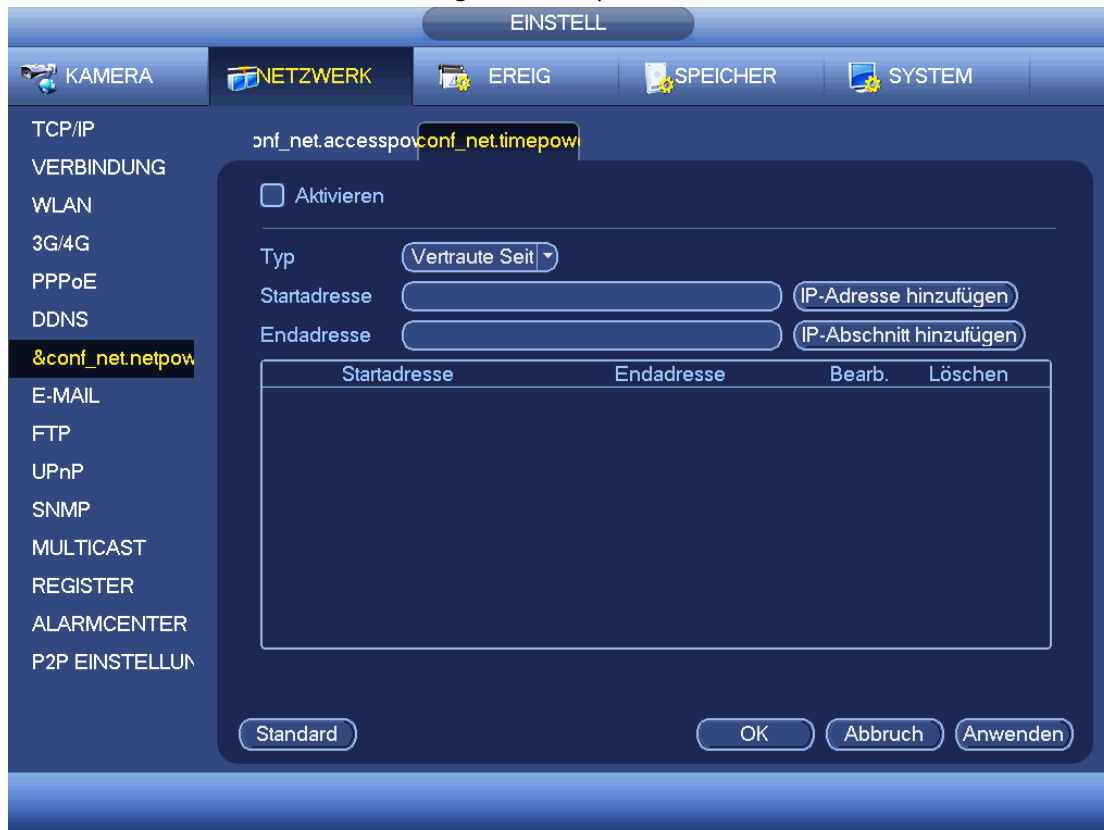 EINSTELL
KAMERA NETZWERK EREIG SPEICHER SYSTEM
TCP/IP
VERBINDUNG
WLAN
3G/4G
PPPoE
DDNS
&conf_net.netpow
E-MAIL
FTP
UPnP
SNMP
MULTICAST
REGISTER
ALARMCENTER
P2P EINSTELLUN
onf_net.accesspow conf_net.timepow
Aktivieren
Typ Vertraute Seit
Startadresse IP-Adresse hinzufügen
Endadresse IP-Abschnitt hinzufügen
Startadresse Endadresse Bearb. Löschen
Standard OK Abbruch Anwenden